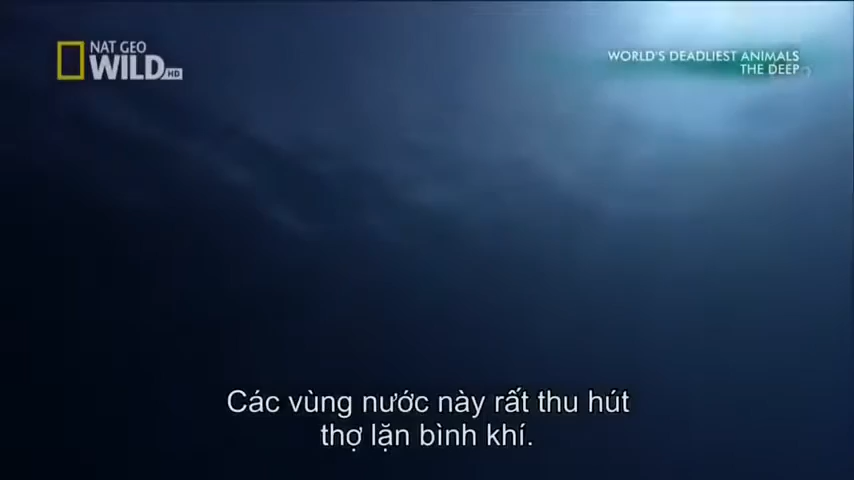 NAT GEO
WILD HD
WORLD'S DEADLIEST ANIMALS
THE DEEP
Các vùng nước này rất thu hút
thợ lặn bình khí.